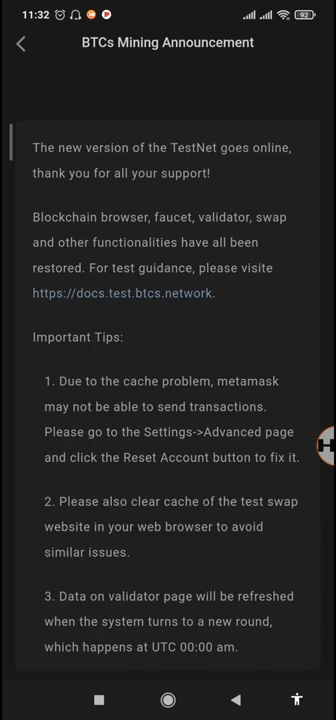 11:32
92
BTCs Mining Announcement
The new version of the TestNet goes online,
thank you for all your support!
Blockchain browser, faucet, validator, swap
and other functionalities have all been
restored. For test guidance, please visite
https://docs.test.btcs.network.
Important Tips:
1. Due to the cache problem, metamask
may not be able to send transactions.
Please go to the Settings->Advanced page
and click the Reset Account button to fix it.
2. Please also clear cache of the test swap
website in your web browser to avoid
similar issues.
3. Data on validator page will be refreshed
when the system turns to a new round,
which happens at UTC 00:00 am.